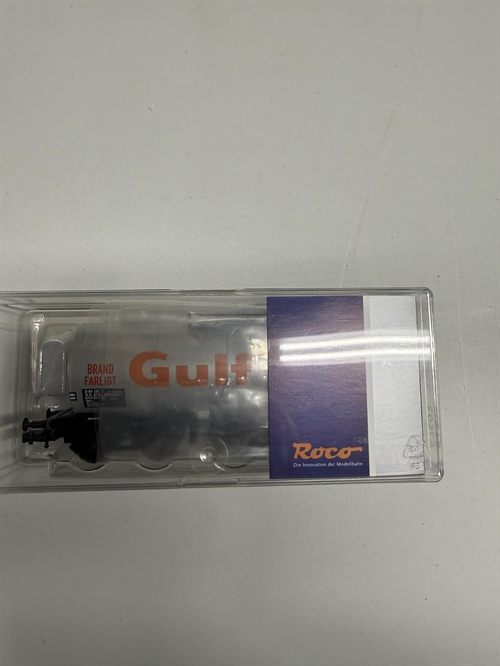 BRAND
FARLIGT
Gulf
Roco
Die Innovation der Modellbahn